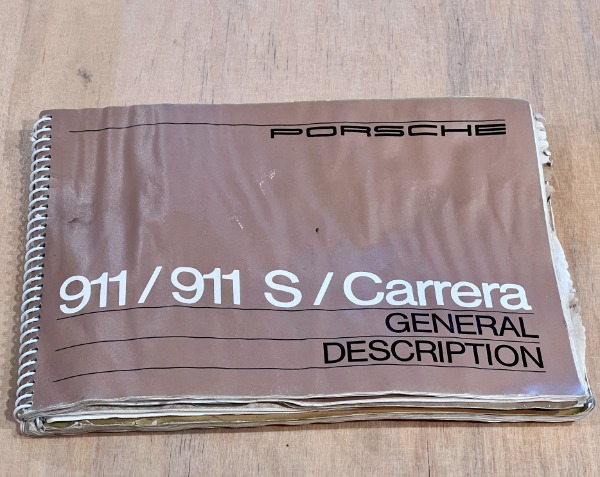 PORSCHE
911 / 911 S / Carrera
GENERAL
DESCRIPTION